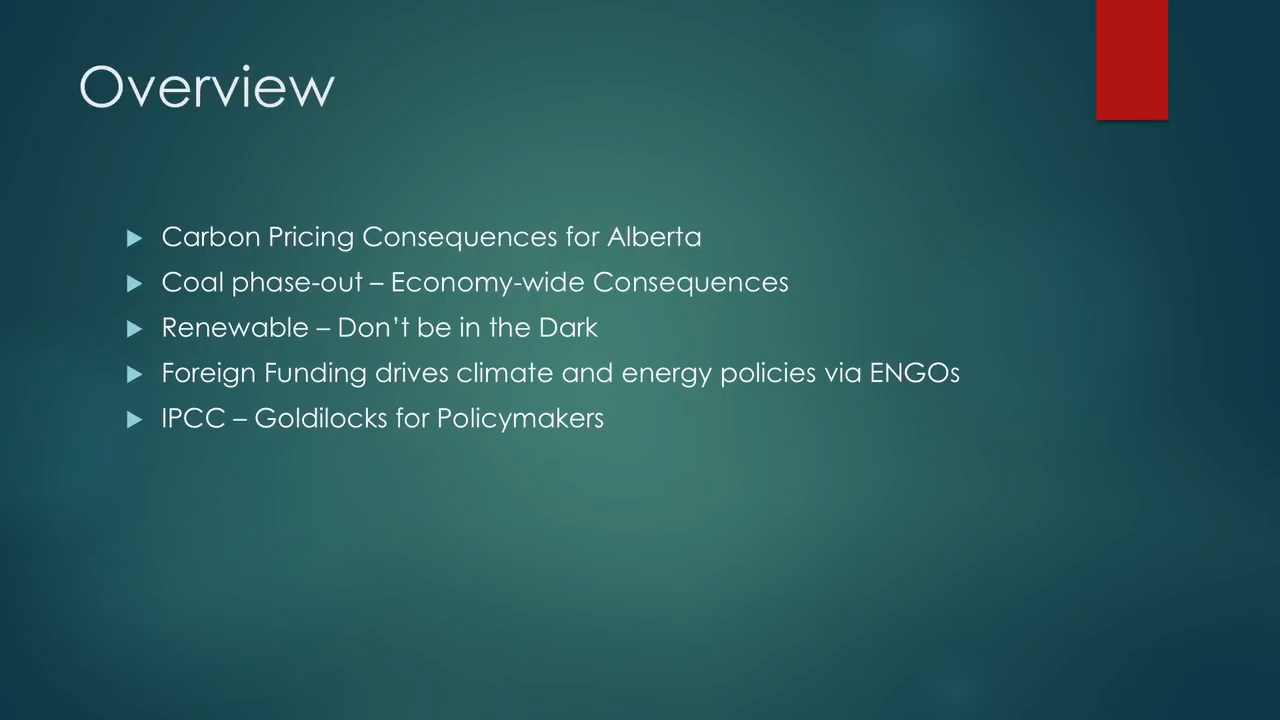 Overview
Carbon Pricing Consequences for Alberta
Coal phase-out – Economy-wide Consequences
Renewable – Don’t be in the Dark
Foreign Funding drives climate and energy policies via ENGOs
IPCC – Goldilocks for Policymakers